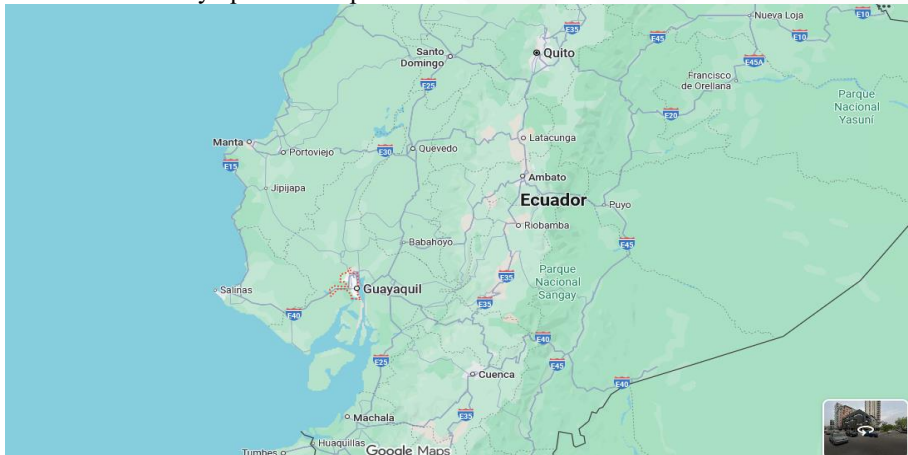 E35
E45
E10
Nueva Loja
E10
Santo
Domingo
Quito
E45A
Francisco
de Orellana
E25
Parque
Nacional
Yasuní
E20
Manta
Portoviejo
E30
Quevedo
Latacunga
E15
Jipijapa
Ambato
Ecuador
Puyo
Riobamba
Babahoyo
E45
Parque
Nacional
Sangay
E35
Salinas
Guayaquil
E40
E35
E40
E25
E45
Cuenca
E40
Machala
E35
Huaquillas
Tumbes
Google Maps